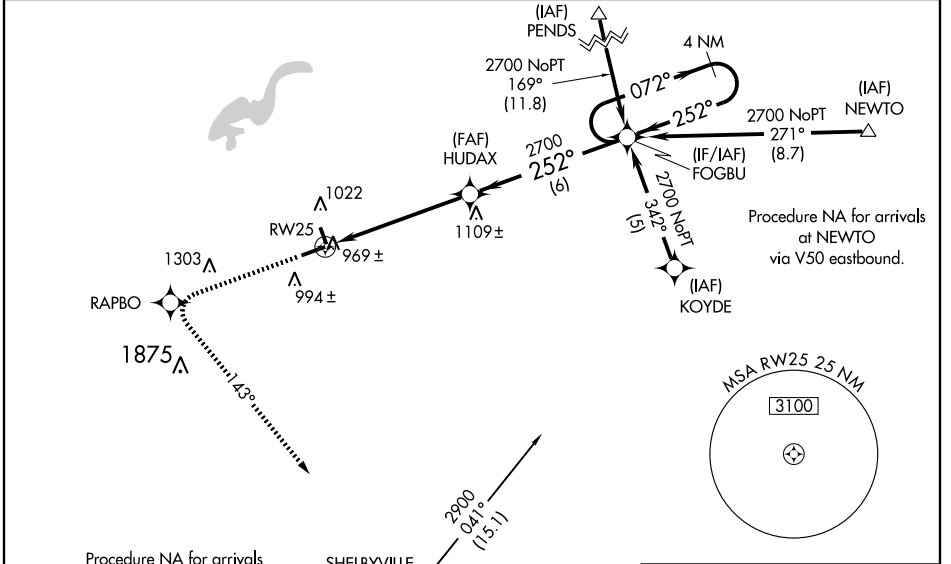 (IAF)
PENDS
4 NM
2700 NoPT
169°
(11.8)
072°
252°
(IAF)
NEWTO
2700 NoPT
271°
(8.7)
(FAF)
HUDAX
2700
252°
(6)
(IF/IAF)
FOGBU
1022
RW25
969 ±
1109 ±
2700 NoPT
342°
(5)
Procedure NA for arrivals
at NEWTO
via V50 eastbound.
1303
994 ±
RAPBO
(IAF)
KOYDE
1875
143°
MSA RW25 25 NM
3100
2900
041°
(15.1)
Procedure NA for arrivals
SHELBYVILLE